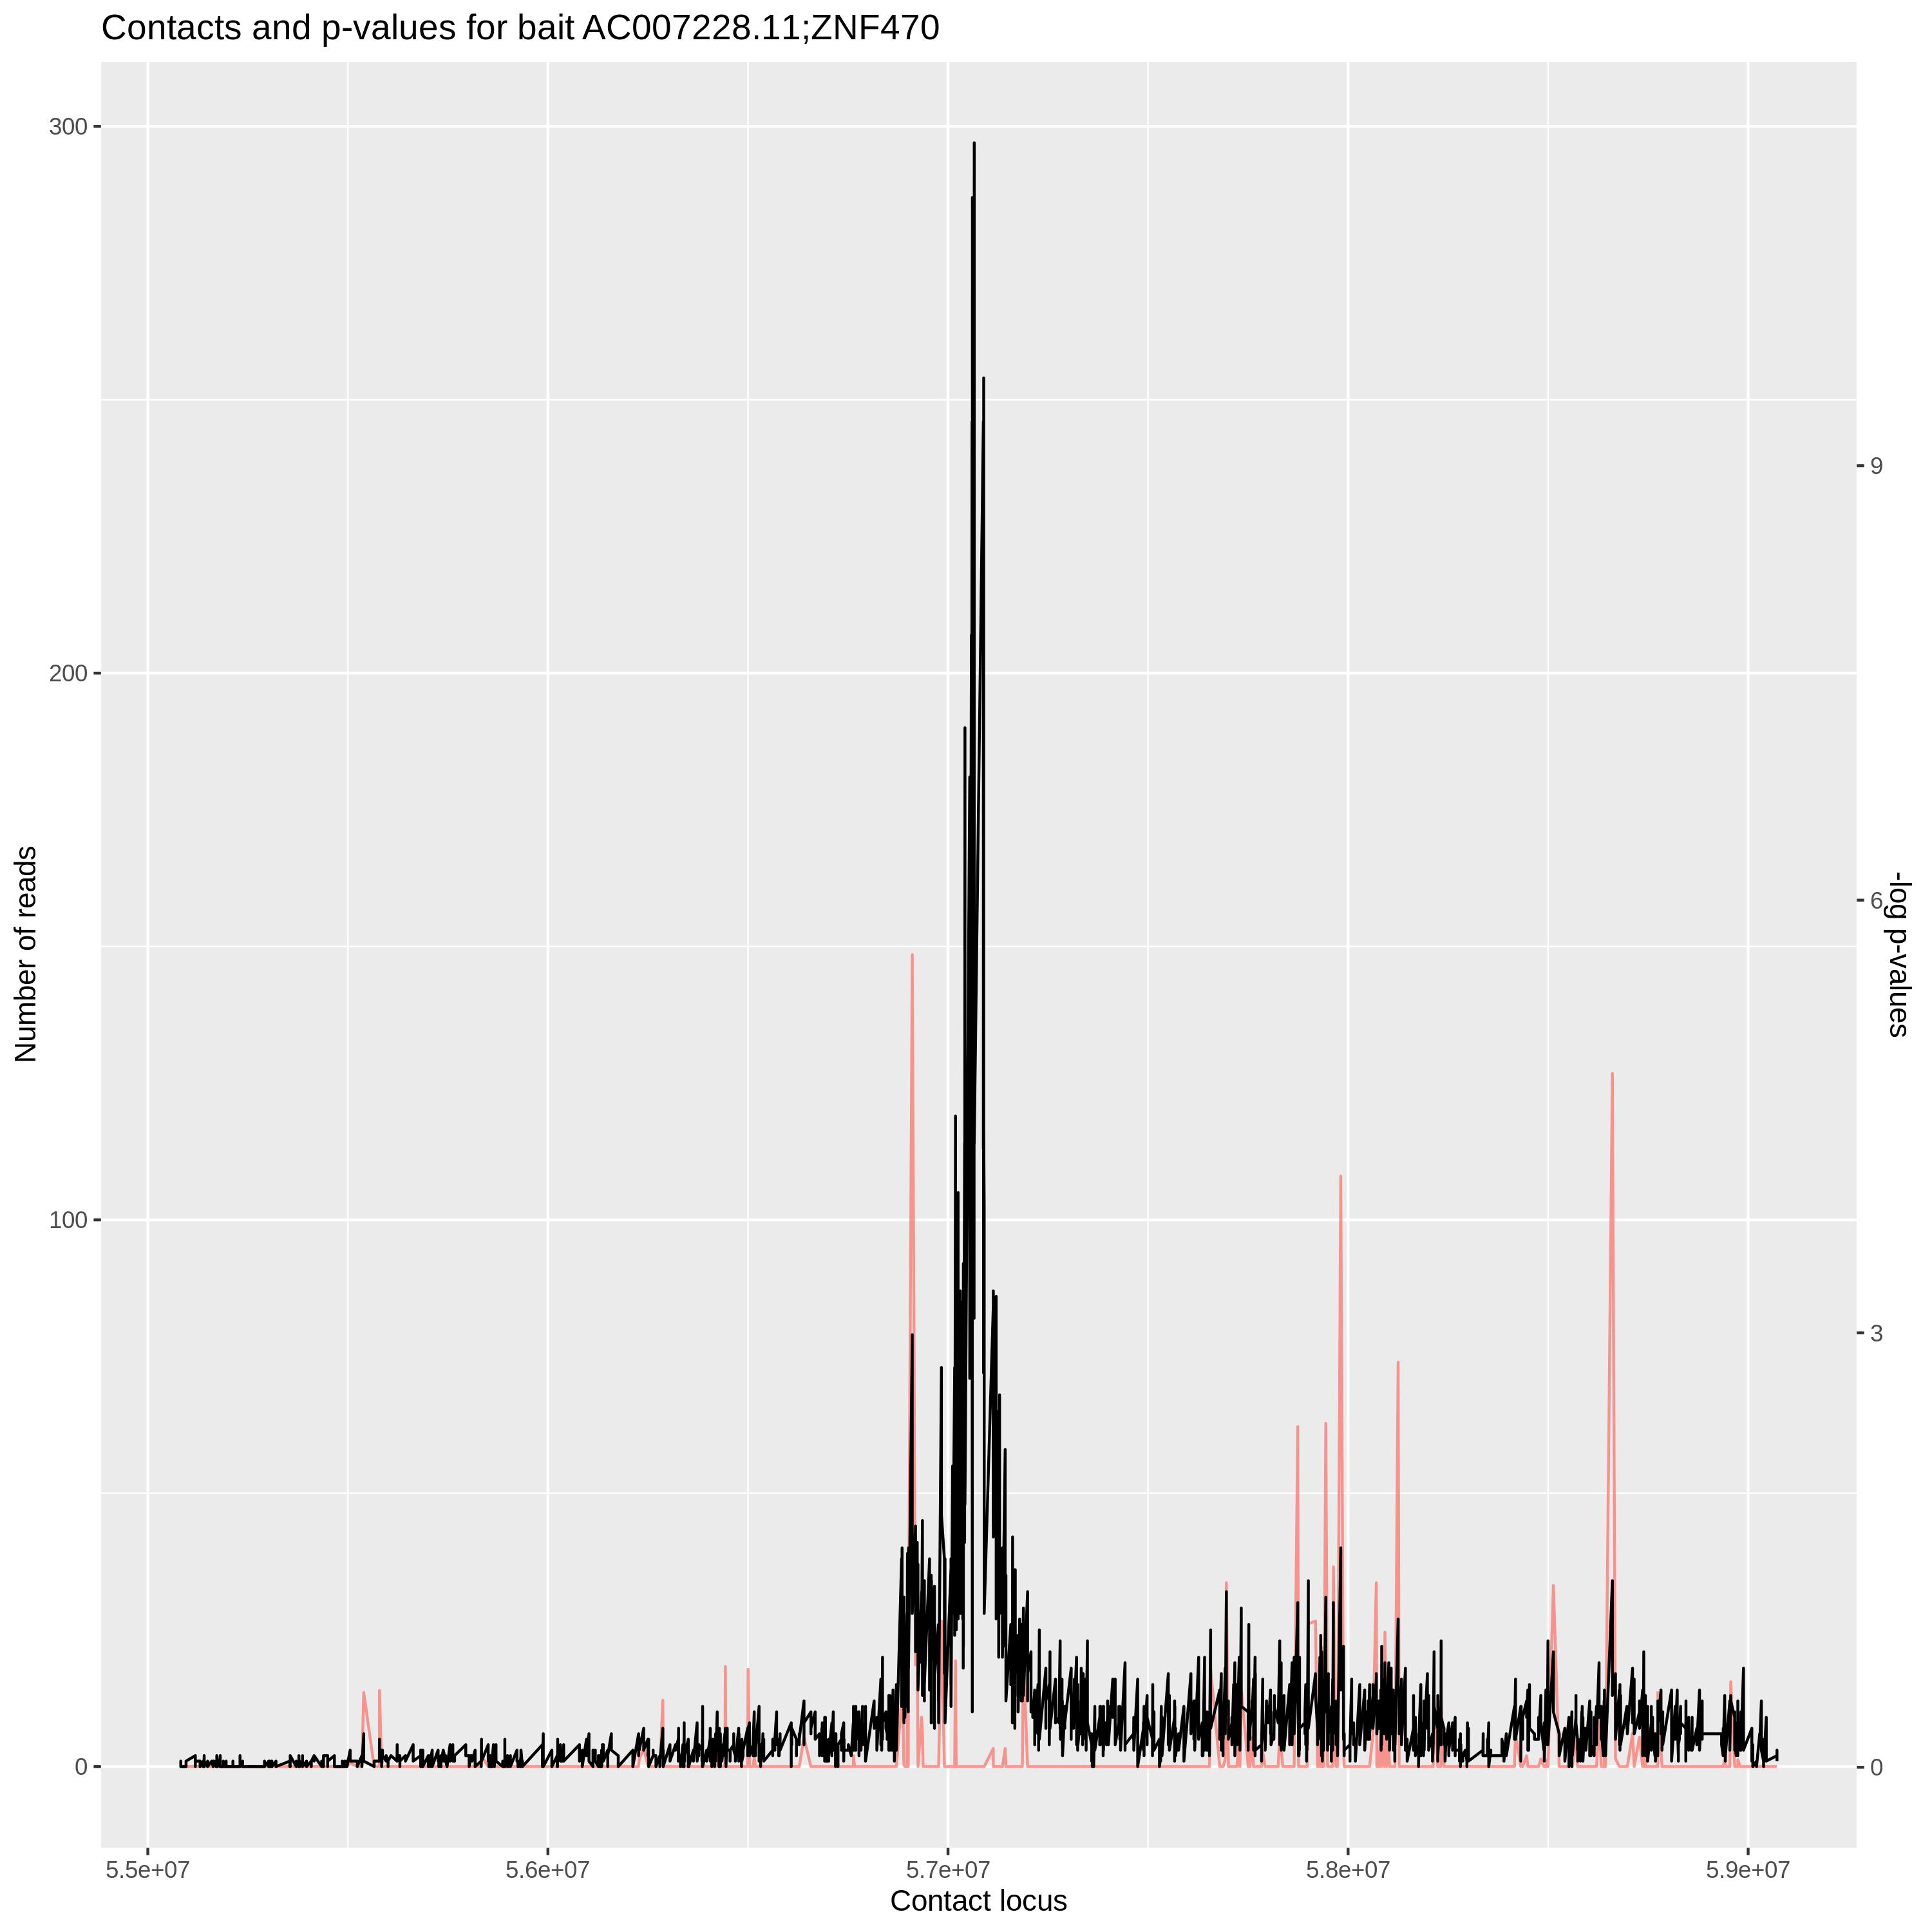 Contacts and p-values for bait AC007228.11;ZNF470
Number of reads
300
200
100
0
9
6
3
0
-log p-values
5.5e+07 5.6e+07 5.7e+07 5.8e+07 5.9e+07
Contact locus